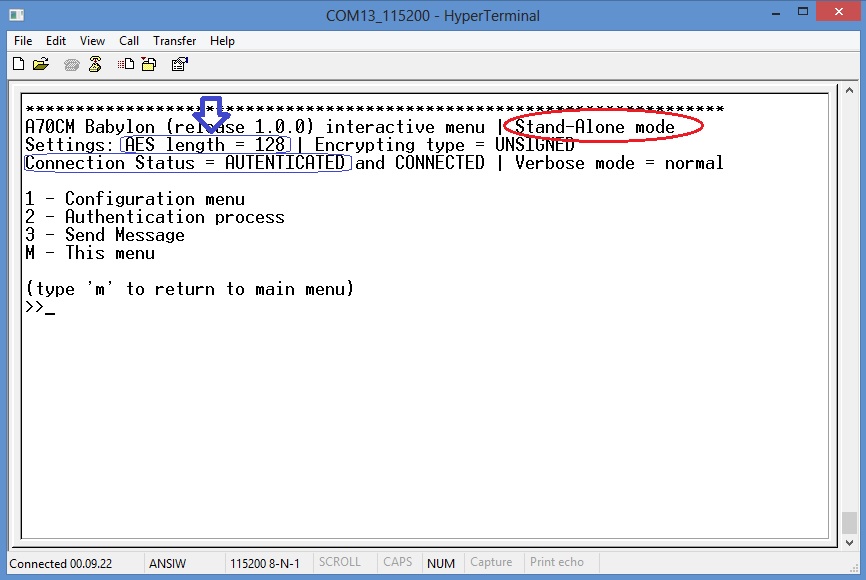 COM13_115200 - HyperTerminal
File Edit View Call Transfer Help
**********************************************************************
A70CM Babylon (release 1.0.0) interactive menu | Stand-Alone mode
Settings: AES length = 128 | Encrypting type = UNSIGNED
Connection Status = AUTENTICATED and CONNECTED | Verbose mode = normal
1 - Configuration menu
2 - Authentication process
3 - Send Message
M - This menu
(type 'm' to return to main menu)
>>_
Connected 00.09.22 ANSIW 115200 8-N-1 SCROLL CAPS NUM Capture Print echo